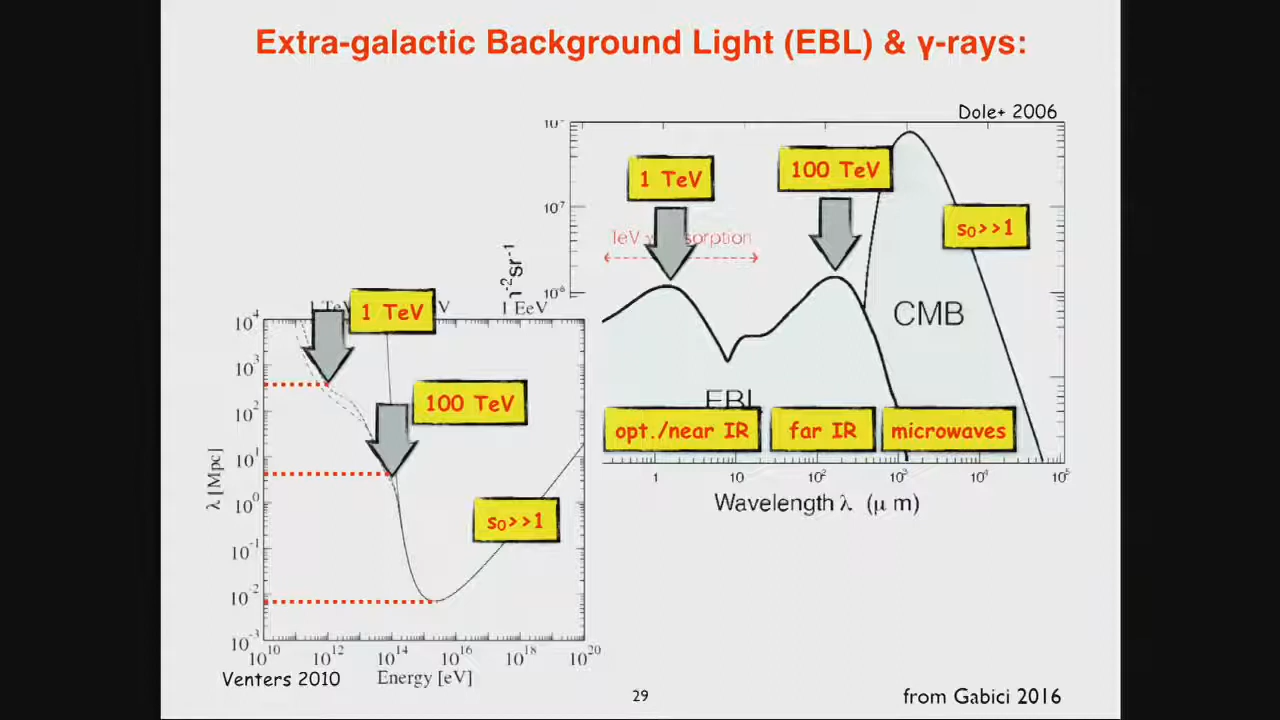 Extra-galactic Background Light (EBL) & γ-rays:
Dole+ 2006
1 TeV
100 TeV
s₀>>1
sorption
10⁷
10⁶
⁻²sr⁻¹
CMB
opt./near IR
far IR
microwaves
1
10
10²
10³
10⁴
10⁵
Wavelength λ (μ m)
1 TeV
1 EeV
100 TeV
s₀>>1
10⁴
10³
10²
10¹
10⁰
10⁻¹
10⁻²
10⁻³
λ [Mpc]
10¹⁰
10¹²
10¹⁴
10¹⁶
10¹⁸
10²⁰
Energy [eV]
Venters 2010
29
from Gabici 2016